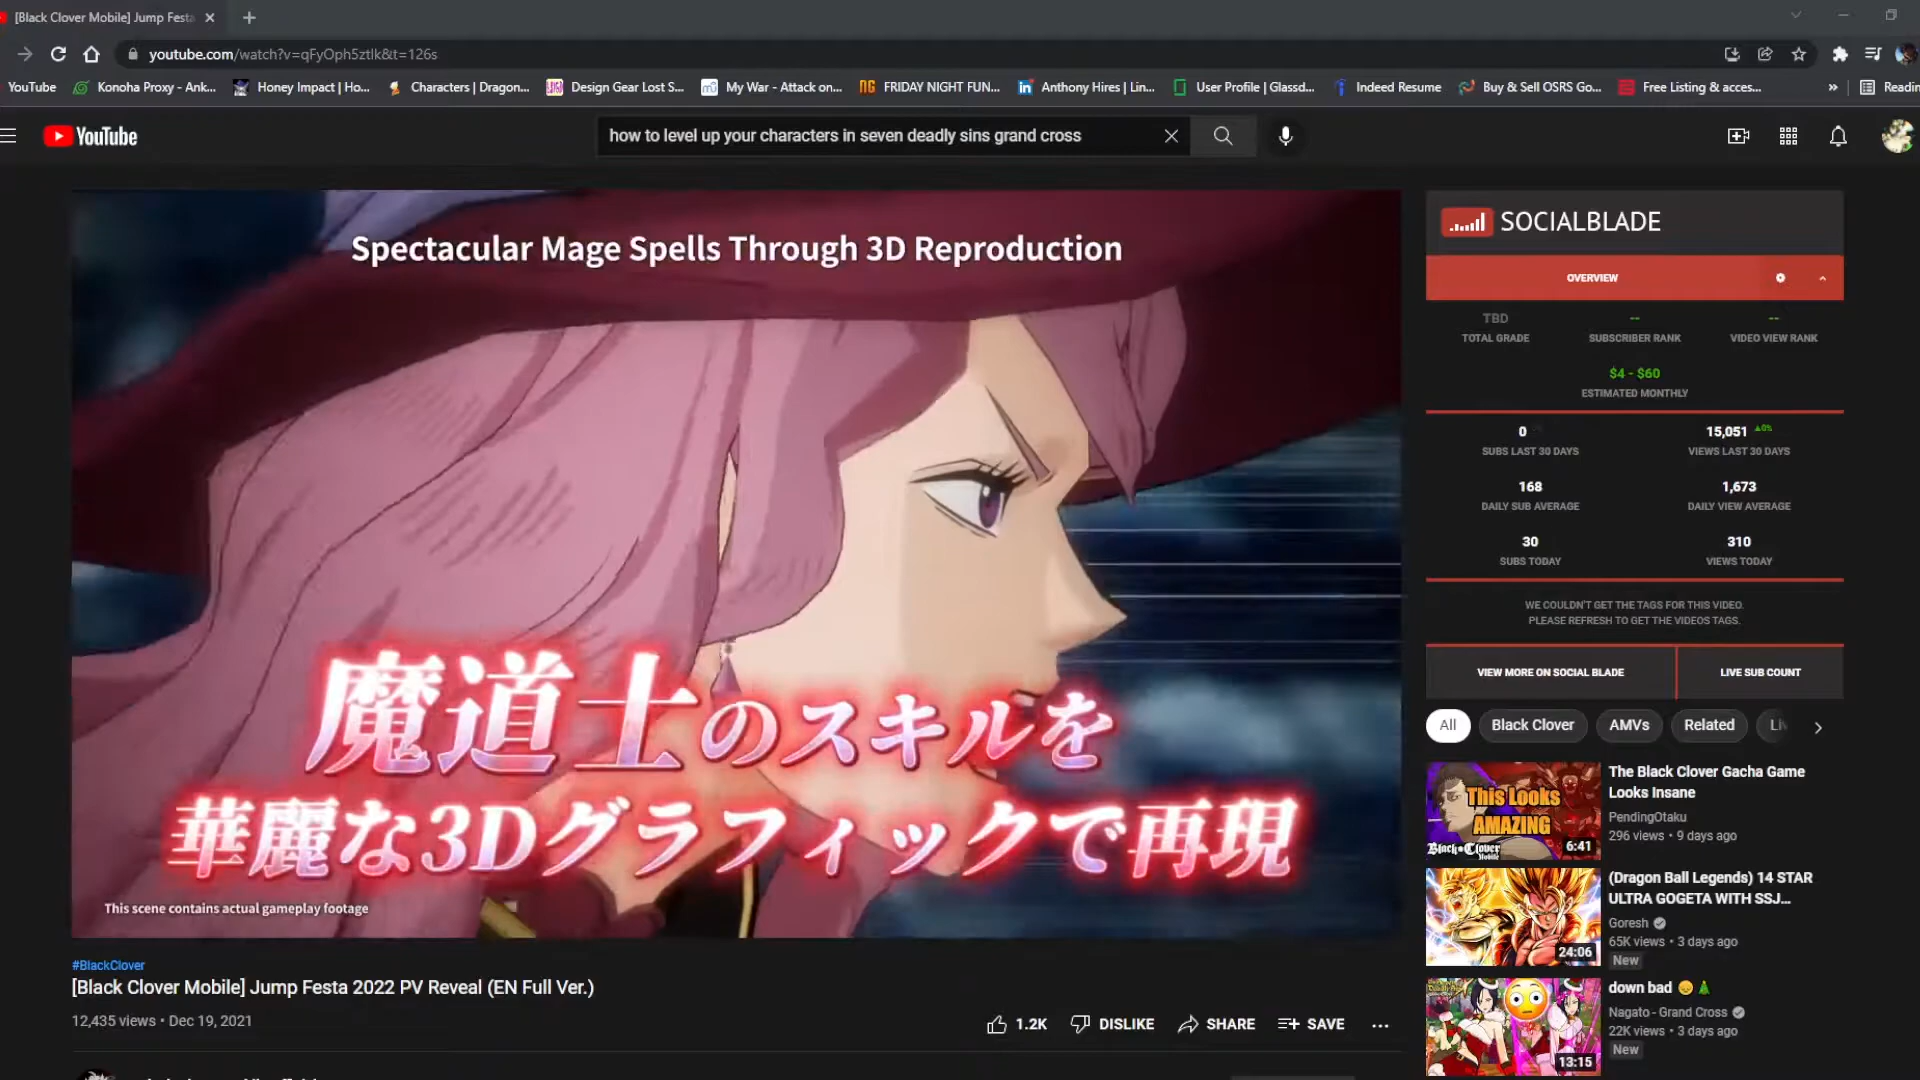 [Black Clover Mobile] Jump Festa
youtube.com/watch?v=qFyOph5ztlk&t=126s
YouTube
Konoha Proxy - Ank...
Honey Impact | Ho...
Characters | Dragon...
Design Gear Lost S...
My War - Attack on...
FRIDAY NIGHT FUN...
Anthony Hires | Lin...
User Profile | Glassd...
Indeed Resume
Buy & Sell OSRS Go...
Free Listing & acces...
»
YouTube
how to level up your characters in seven deadly sins grand cross
Spectacular Mage Spells Through 3D Reproduction
魔道士のスキルを
華麗な3Dグラフィックで再現
This scene contains actual gameplay footage
#BlackClover
[Black Clover Mobile] Jump Festa 2022 PV Reveal (EN Full Ver.)
12,435 views • Dec 19, 2021
1.2K
DISLIKE
SHARE
SAVE
...
SOCIALBLADE
OVERVIEW
TBD
TOTAL GRADE
--
SUBSCRIBER RANK
--
VIDEO VIEW RANK
$4 - $60
ESTIMATED MONTHLY
0
SUBS LAST 30 DAYS
15,051 ▲0%
VIEWS LAST 30 DAYS
168
DAILY SUB AVERAGE
1,673
DAILY VIEW AVERAGE
30
SUBS TODAY
310
VIEWS TODAY
WE COULDN'T GET THE TAGS FOR THIS VIDEO.
PLEASE REFRESH TO GET THE VIDEOS TAGS.
VIEW MORE ON SOCIAL BLADE
LIVE SUB COUNT
All
Black Clover
AMVs
Related
This Looks
AMAZING
Black Clover
Mobile
6:41
The Black Clover Gacha Game
Looks Insane
PendingOtaku
296 views • 9 days ago
24:06
(Dragon Ball Legends) 14 STAR
ULTRA GOGETA WITH SSJ...
Goresh
65K views • 3 days ago
New
13:15
down bad 😞🎄
Nagato - Grand Cross
22K views • 3 days ago
New